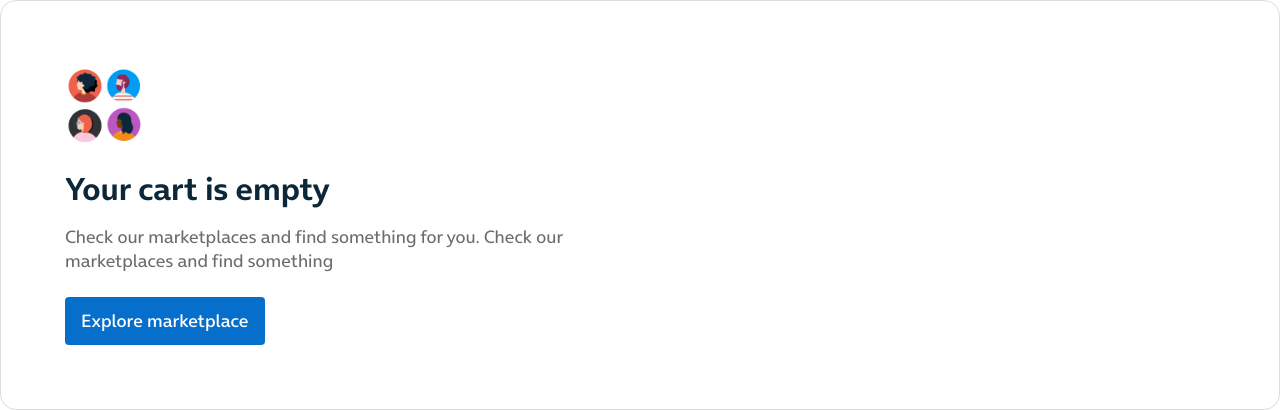 Your cart is empty
Check our marketplaces and find something for you. Check our
marketplaces and find something
Explore marketplace